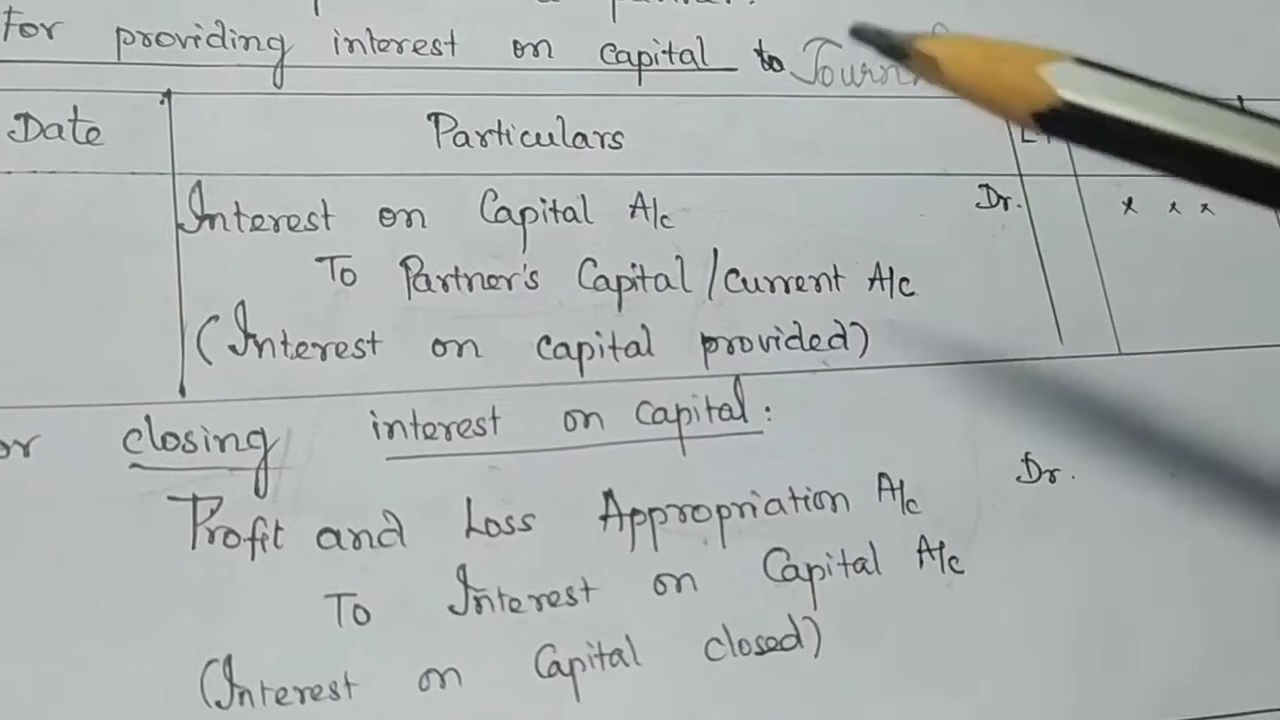 For providing interest on capital to
Date Particulars
Interest on Capital A/c Dr. x x x
To Partner's Capital/Current A/c
(Interest on capital provided)
closing interest on capital:
Profit and Loss Appropriation A/c Dr.
To Interest on Capital A/c
(Interest on Capital closed)